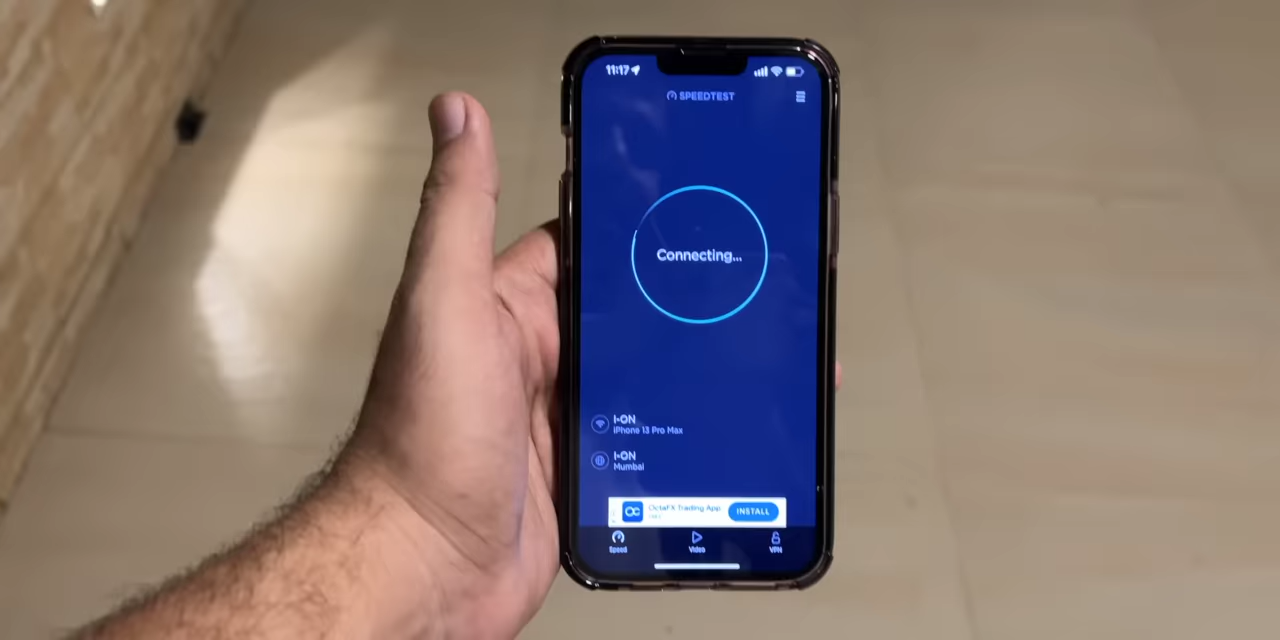 11:17
SPEEDTEST
Connecting...
I-ON
iPhone 13 Pro Max
I-ON
Mumbai
OctaFX Trading App
INSTALL
Speed
Video
VPN